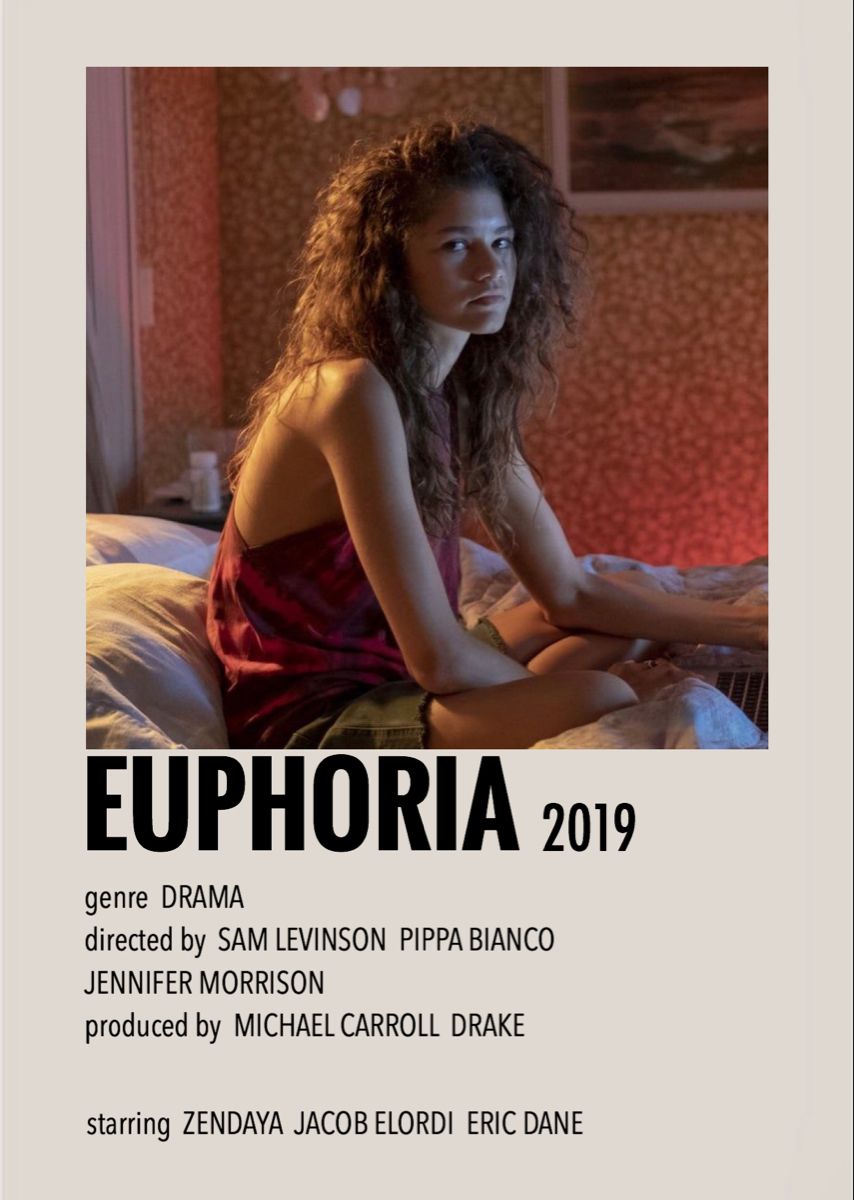 EUPHORIA 2019
genre DRAMA
directed by SAM LEVINSON PIPPA BIANCO
JENNIFER MORRISON
produced by MICHAEL CARROLL DRAKE
starring ZENDAYA JACOB ELORDI ERIC DANE